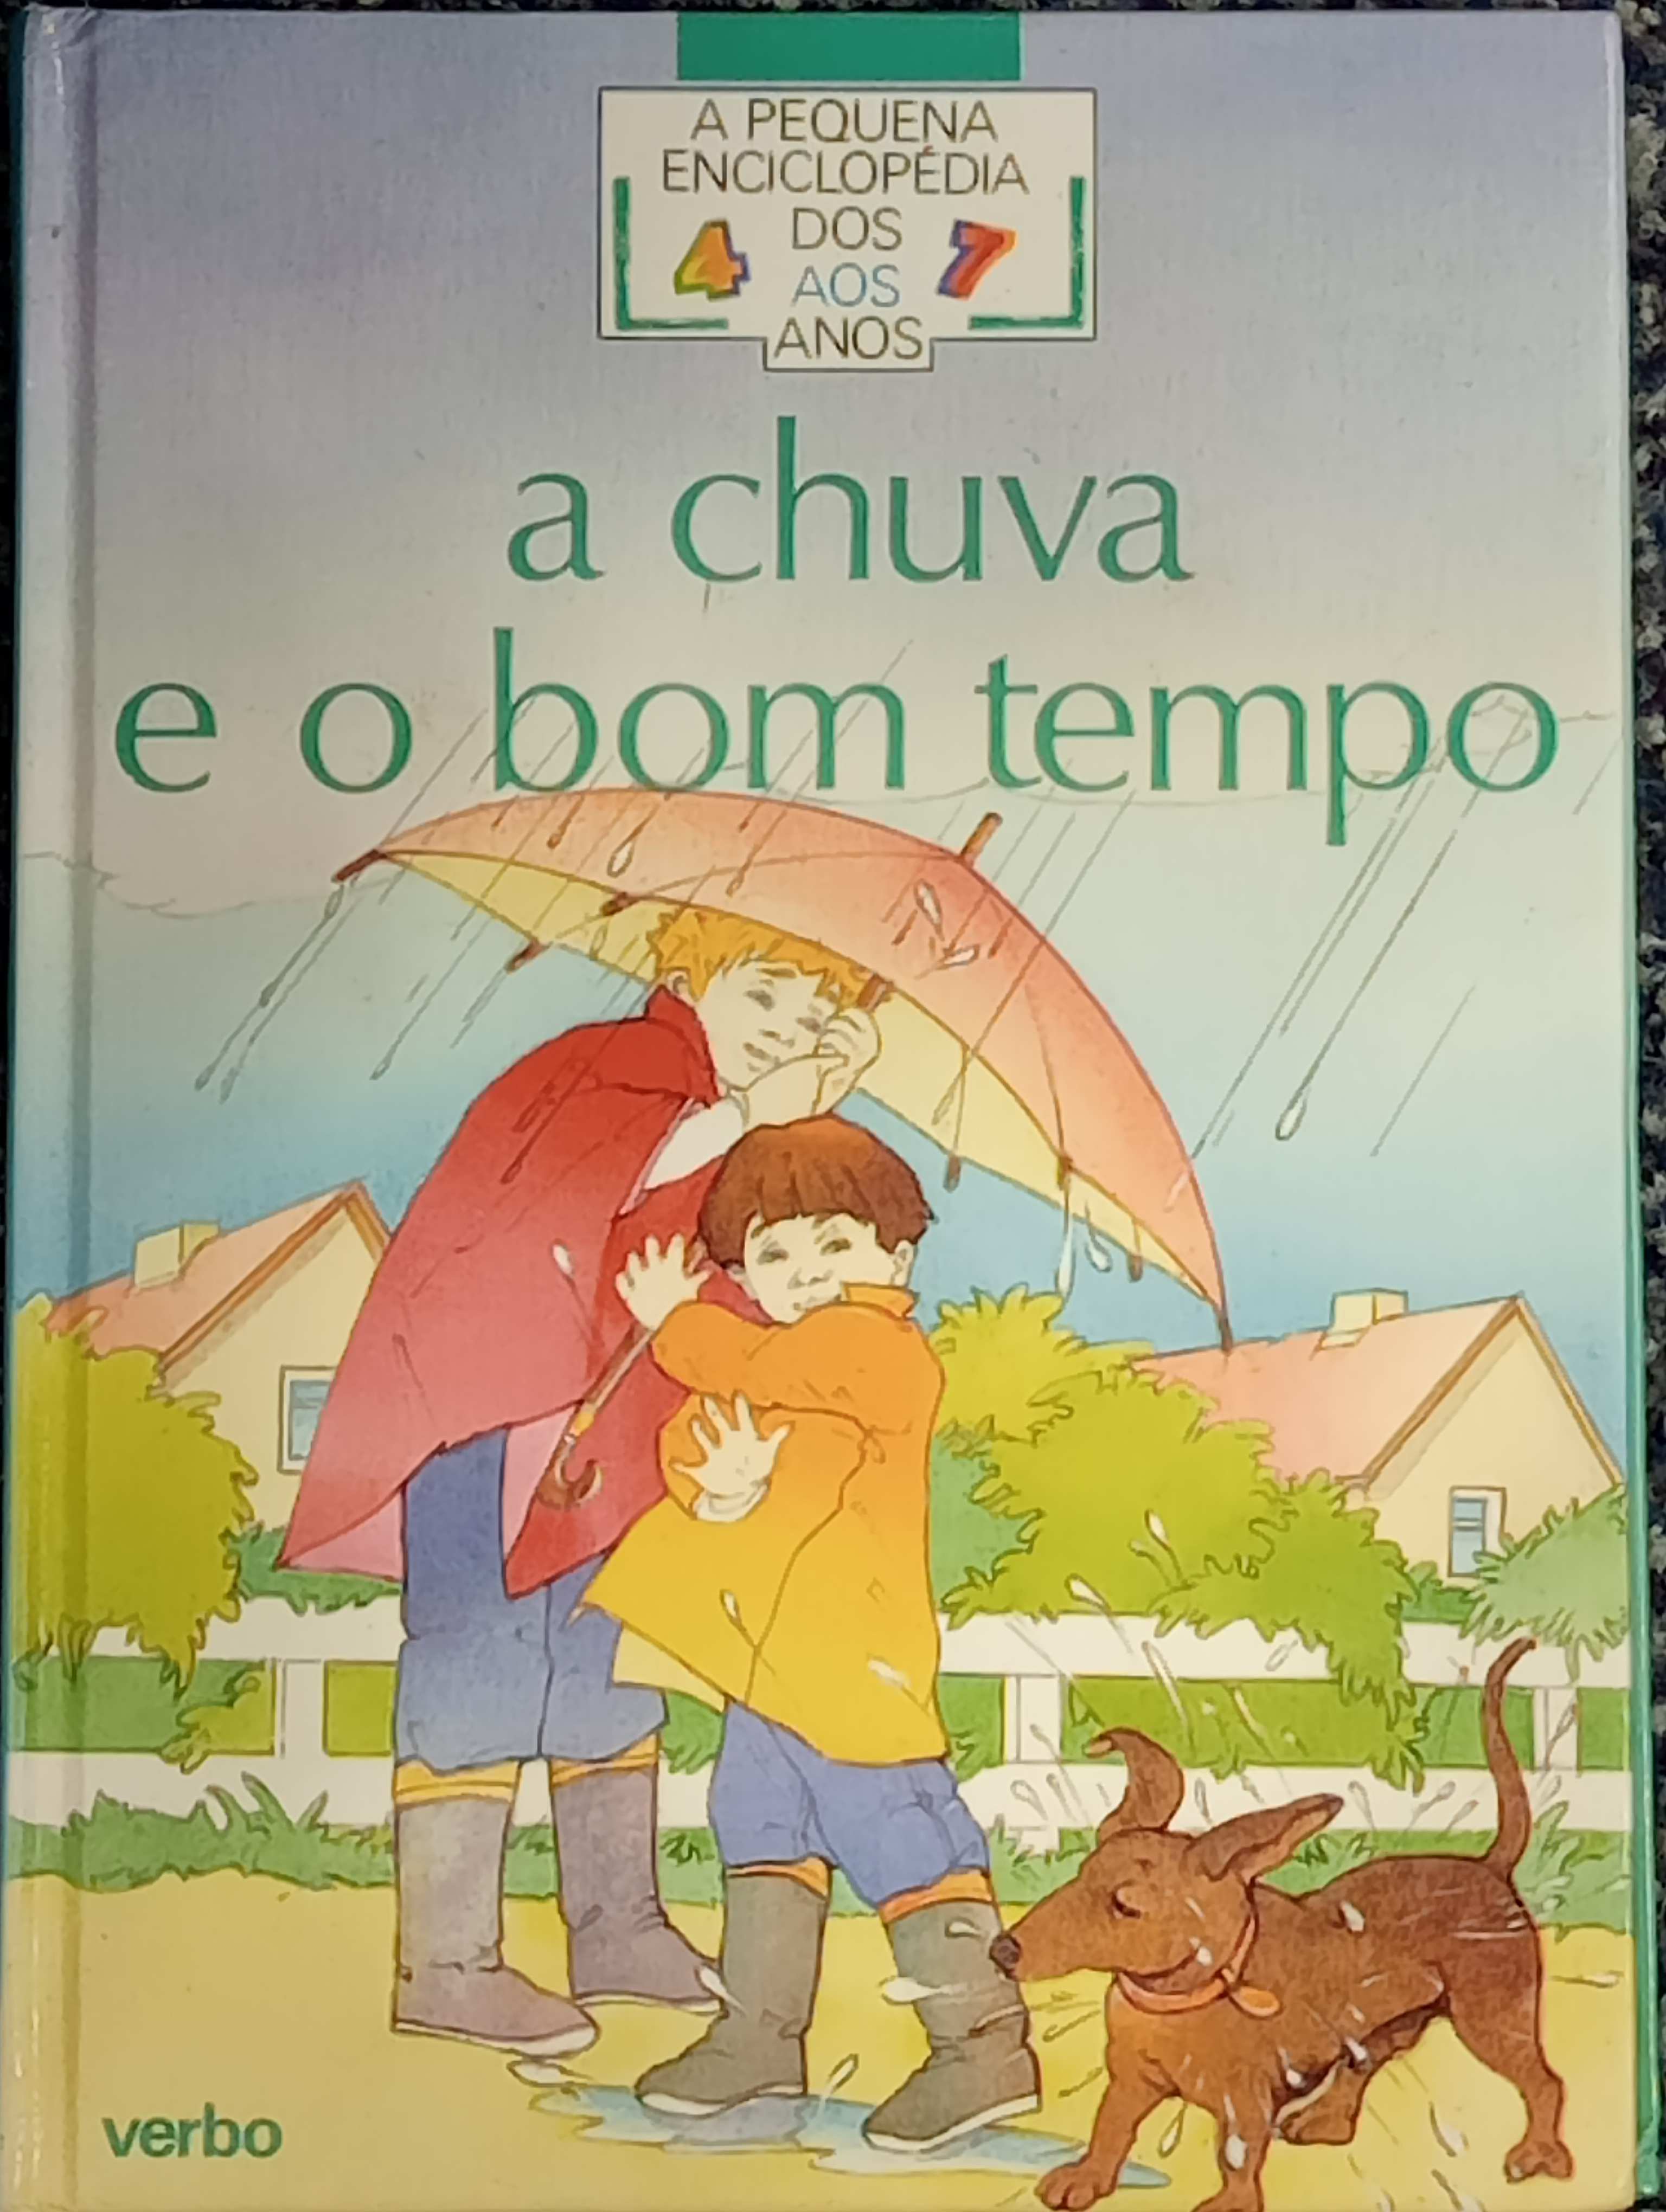 A PEQUENA
ENCICLOPÉDIA
DOS
4 AOS 7
ANOS
a chuva
e o bom tempo
verbo